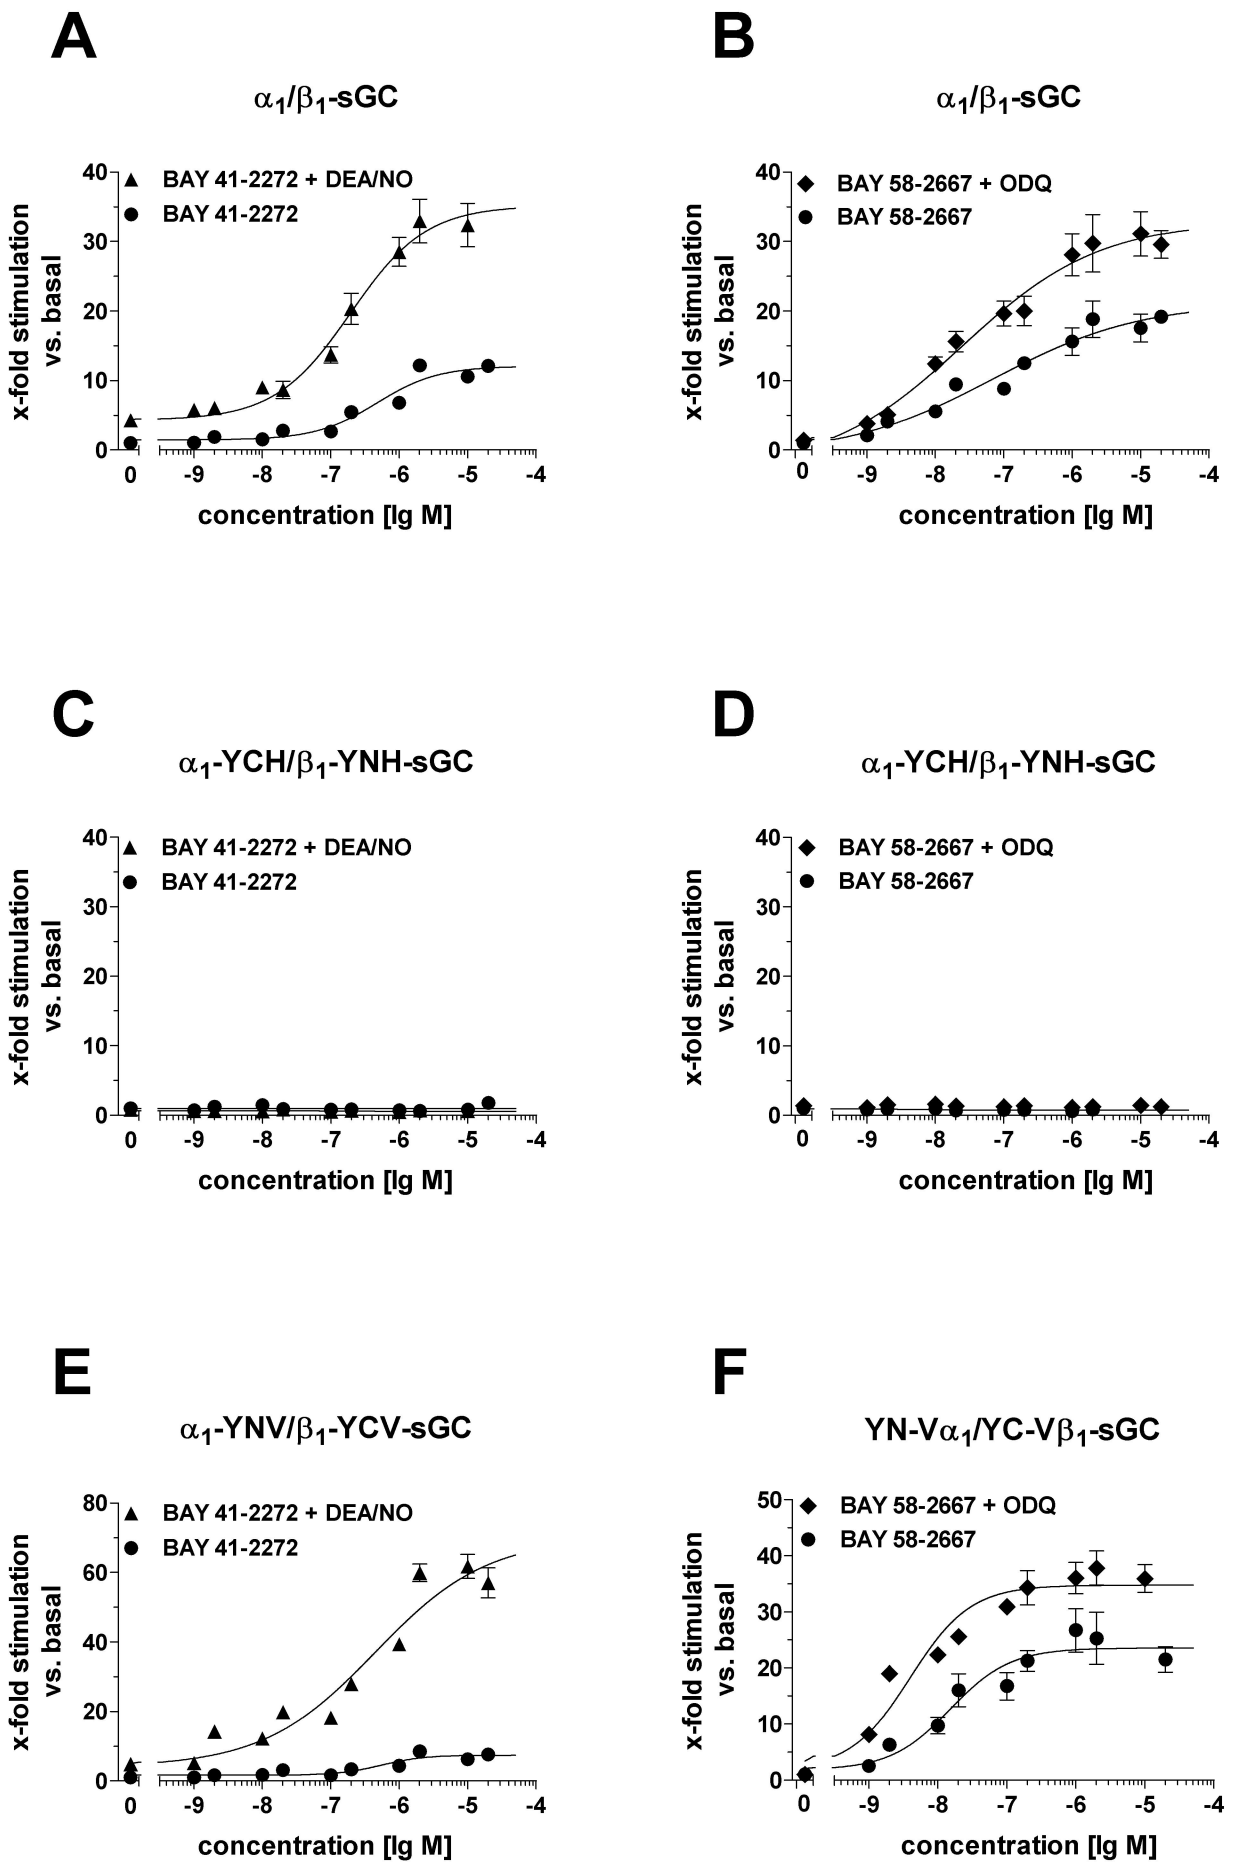 A
α1/β1-sGC
40
30
20
10
0
x-fold stimulation
vs. basal
BAY 41-2272 + DEA/NO
BAY 41-2272
0 -9 -8 -7 -6 -5 -4
concentration [lg M]
B
α1/β1-sGC
40
30
20
10
0
x-fold stimulation
vs. basal
BAY 58-2667 + ODQ
BAY 58-2667
0 -9 -8 -7 -6 -5 -4
concentration [lg M]
C
α1-YCH/β1-YNH-sGC
40
30
20
10
0
x-fold stimulation
vs. basal
BAY 41-2272 + DEA/NO
BAY 41-2272
0 -9 -8 -7 -6 -5 -4
concentration [lg M]
D
α1-YCH/β1-YNH-sGC
40
30
20
10
0
x-fold stimulation
vs. basal
BAY 58-2667 + ODQ
BAY 58-2667
0 -9 -8 -7 -6 -5 -4
concentration [lg M]
E
α1-YNV/β1-YCV-sGC
80
60
40
20
0
x-fold stimulation
vs. basal
BAY 41-2272 + DEA/NO
BAY 41-2272
0 -9 -8 -7 -6 -5 -4
concentration [lg M]
F
YN-Vα1/YC-Vβ1-sGC
50
40
30
20
10
0
x-fold stimulation
vs. basal
BAY 58-2667 + ODQ
BAY 58-2667
0 -9 -8 -7 -6 -5 -4
concentration [lg M]